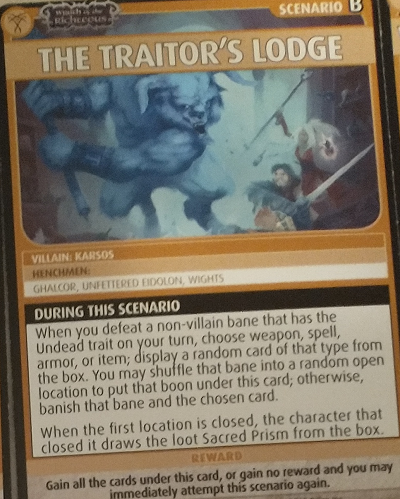 Wrath of the
Righteous
SCENARIO B
THE TRAITOR'S LODGE
VILLAIN: KARSOS
HENCHMEN:
GHALCOR, UNFETTERED EIDOLON, WIGHTS
DURING THIS SCENARIO
When you defeat a non-villain bane that has the
Undead trait on your turn, choose weapon, spell,
armor, or item; display a random card of that type from
the box. You may shuffle that bane into a random open
location to put that boon under this card; otherwise,
banish that bane and the chosen card.
When the first location is closed, the character that
closed it draws the loot Sacred Prism from the box.
REWARD
Gain all the cards under this card, or gain no reward and you may
immediately attempt this scenario again.